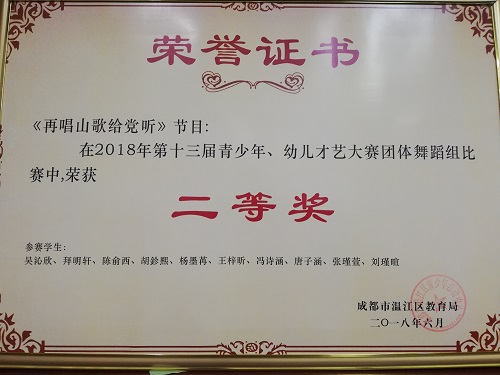 荣誉证书
《再唱山歌给党听》节目:
在2018年第十三届青少年、幼儿才艺大赛团体舞蹈组比
赛中,荣获
二等奖
参赛学生:
吴沁欣、拜明轩、陈俞西、胡鉁熙、杨墨苒、王梓昕、冯诗涵、唐子涵、张瑾萱、刘瑾暄
成都市温江区教育局
二〇一八年六月